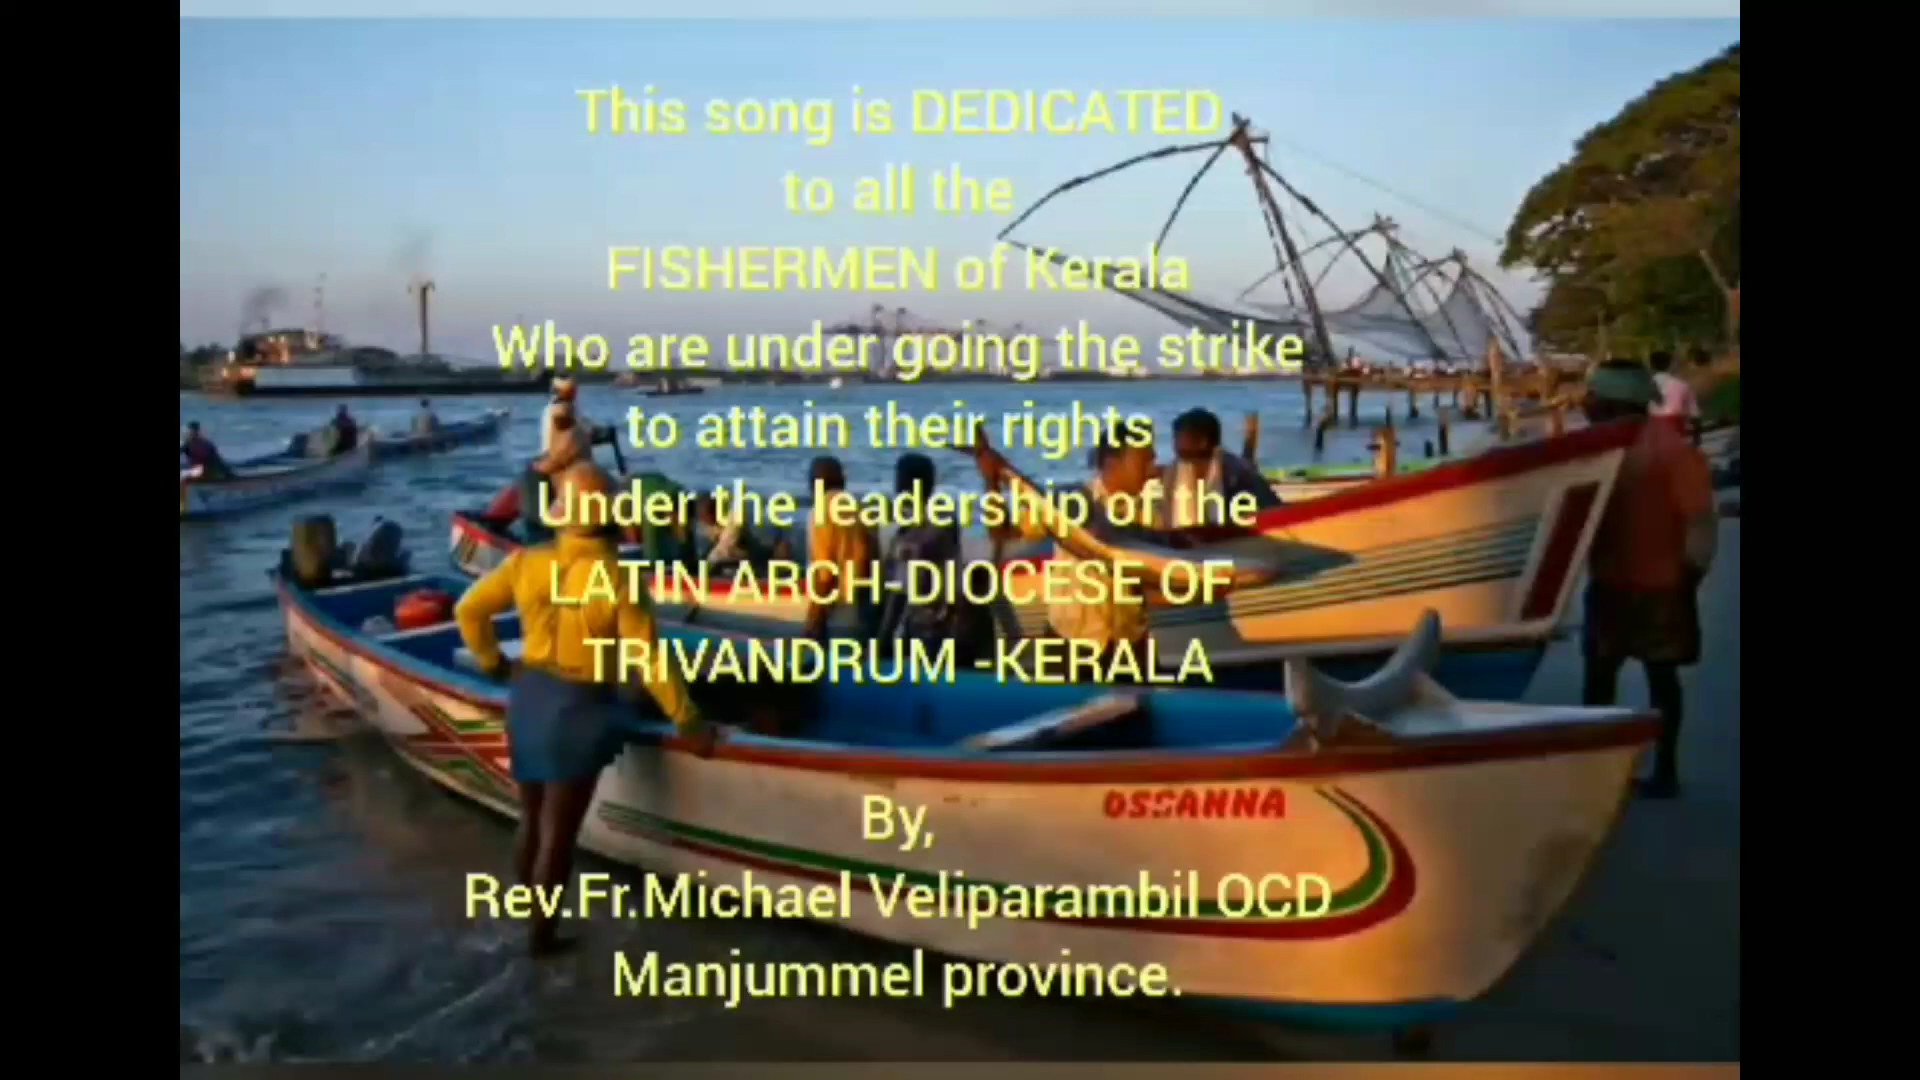 This song is DEDICATED
to all the
FISHERMEN of Kerala
Who are under going the strike
to attain their rights
Under the leadership of the
LATIN ARCH-DIOCESE OF
TRIVANDRUM -KERALA
OSSANNA
By,
Rev.Fr.Michael Veliparambil OCD
Manjummel province.